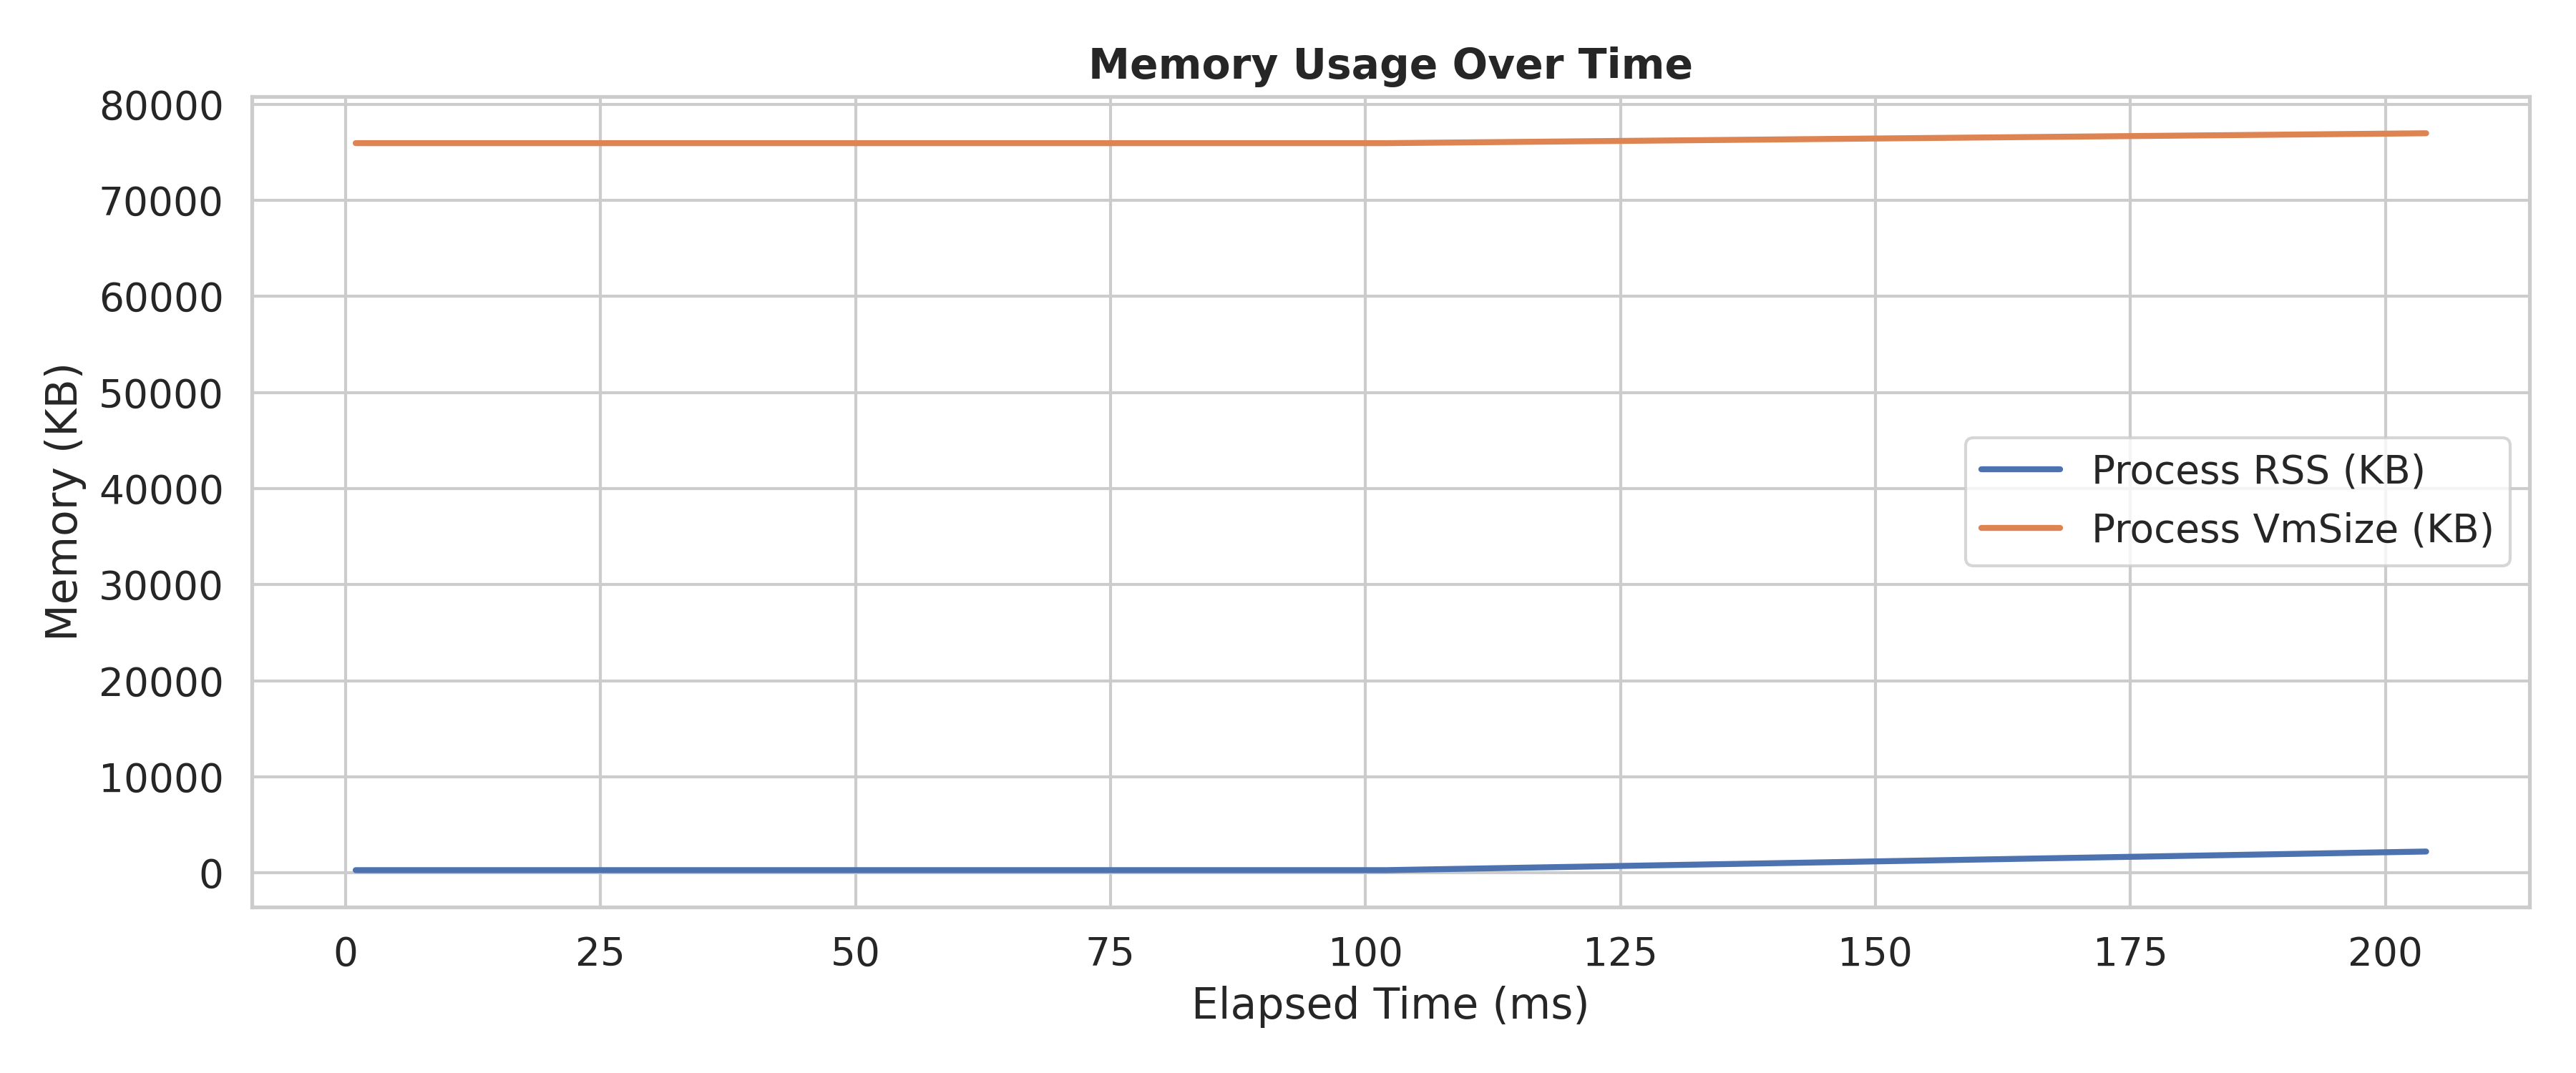 Memory Usage Over Time
80000
70000
60000
50000
40000
30000
20000
10000
0
Memory (KB)
Process RSS (KB)
Process VmSize (KB)
0 25 50 75 100 125 150 175 200
Elapsed Time (ms)